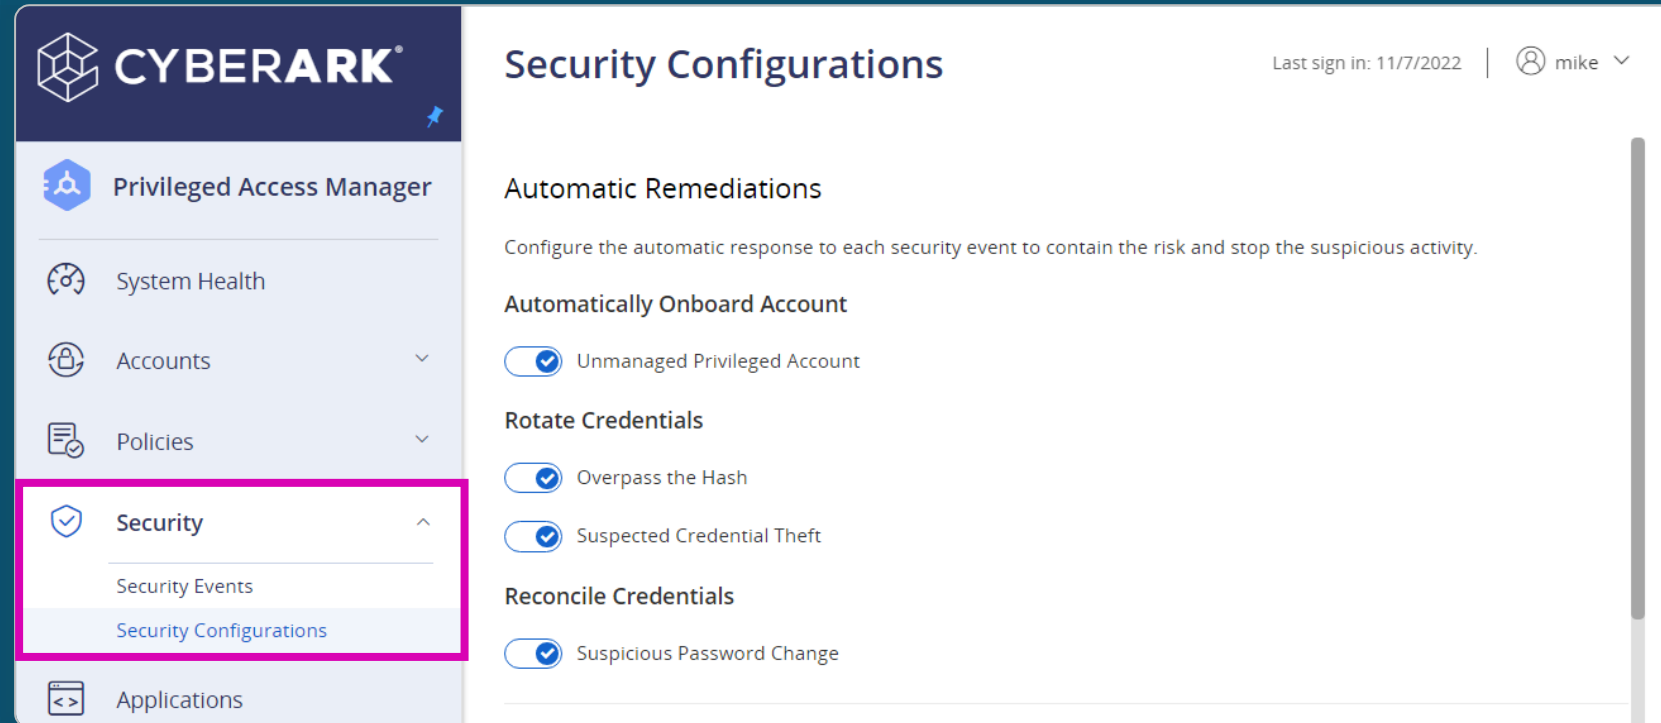 CYBERARK®
Security Configurations
Last sign in: 11/7/2022
mike
Privileged Access Manager
System Health
Accounts
Policies
Security
Security Events
Security Configurations
Applications
Automatic Remediations
Configure the automatic response to each security event to contain the risk and stop the suspicious activity.
Automatically Onboard Account
Unmanaged Privileged Account
Rotate Credentials
Overpass the Hash
Suspected Credential Theft
Reconcile Credentials
Suspicious Password Change